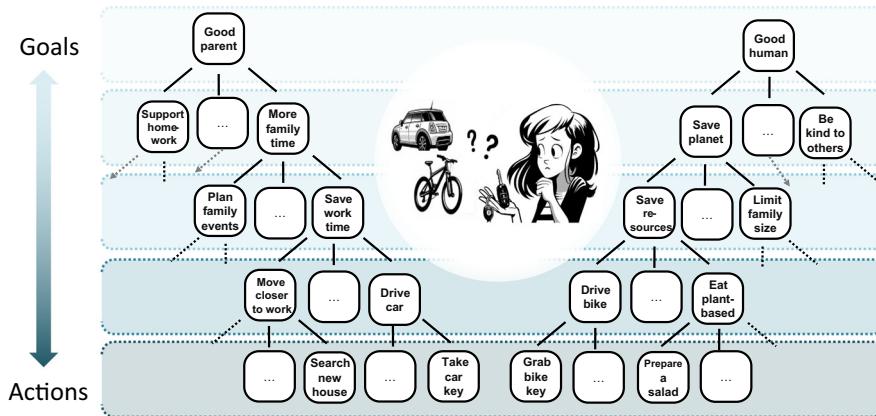 Goals
Good
parent
Good
human
Support
home-
work
...
More
family
time
? ??
Save
planet
...
Be
kind to
others
Plan
family
events
...
Save
work
time
Save
re-
sources
...
Limit
family
size
Move
closer
to work
...
Drive
car
Drive
bike
...
Eat
plant-
based
Actions
...
Search
new
house
...
Take
car
key
Grab
bike
key
...
Prepare
a
salad
...